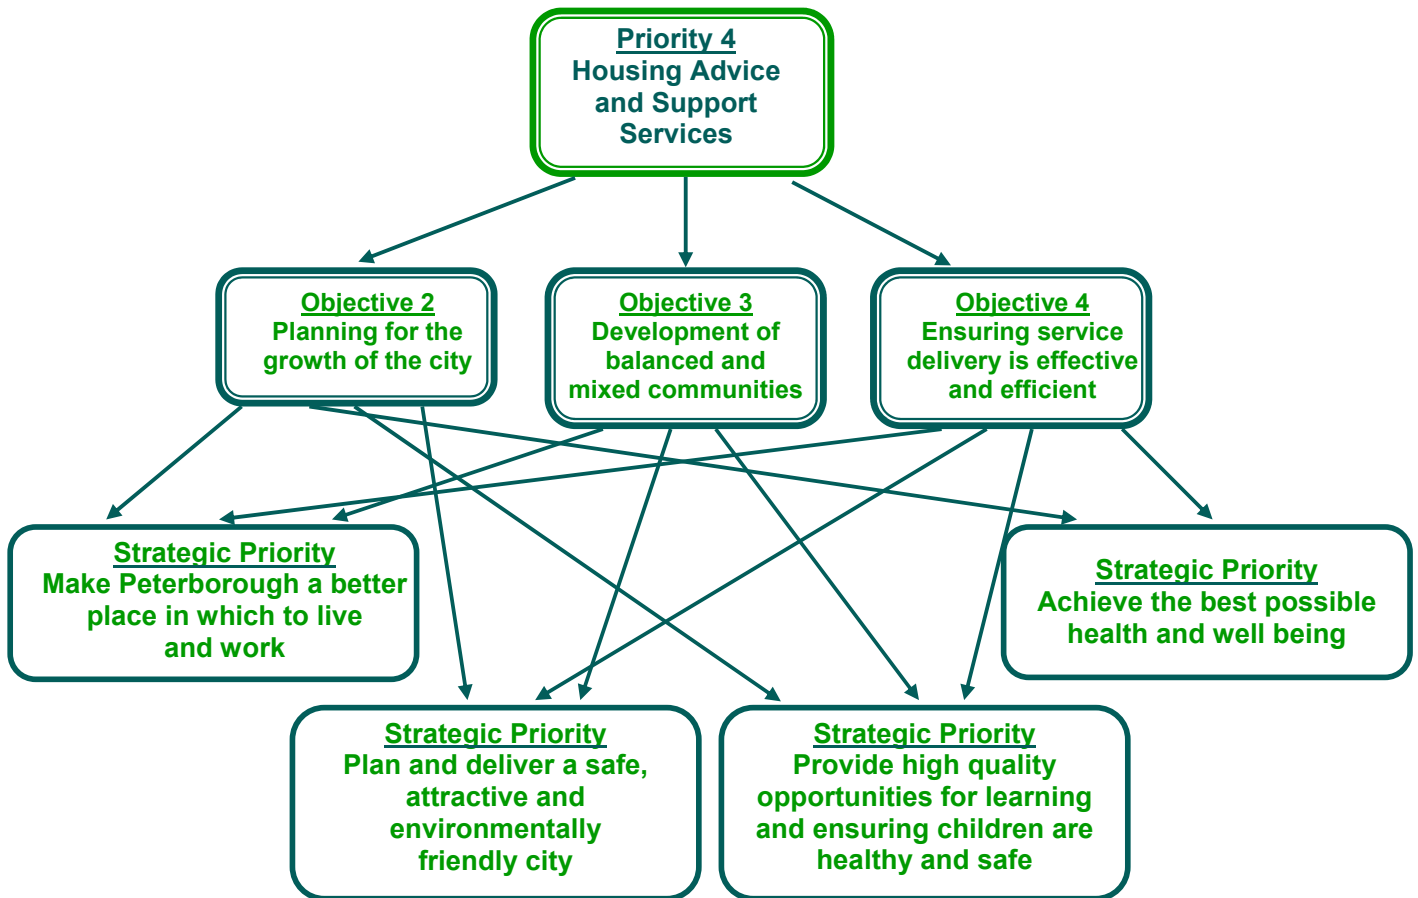 Priority 4
Housing Advice
and Support
Services
Objective 2
Planning for the
growth of the city
Objective 3
Development of
balanced and
mixed communities
Objective 4
Ensuring service
delivery is effective
and efficient
Strategic Priority
Make Peterborough a better
place in which to live
and work
Strategic Priority
Achieve the best possible
health and well being
Strategic Priority
Plan and deliver a safe,
attractive and
environmentally
friendly city
Strategic Priority
Provide high quality
opportunities for learning
and ensuring children are
healthy and safe